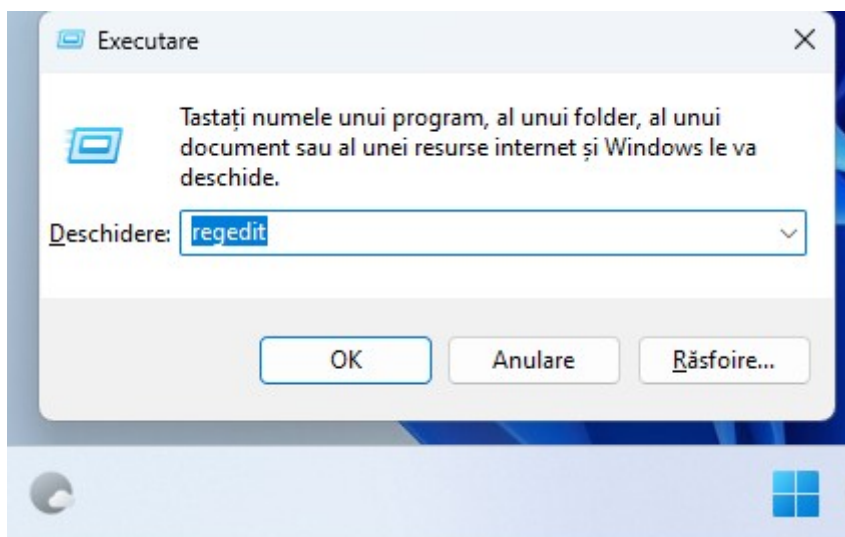 Executare
Tastați numele unui program, al unui folder, al unui
document sau al unei resurse internet și Windows le va
deschide.
Deschidere: regedit
OK Anulare Răsfoire...